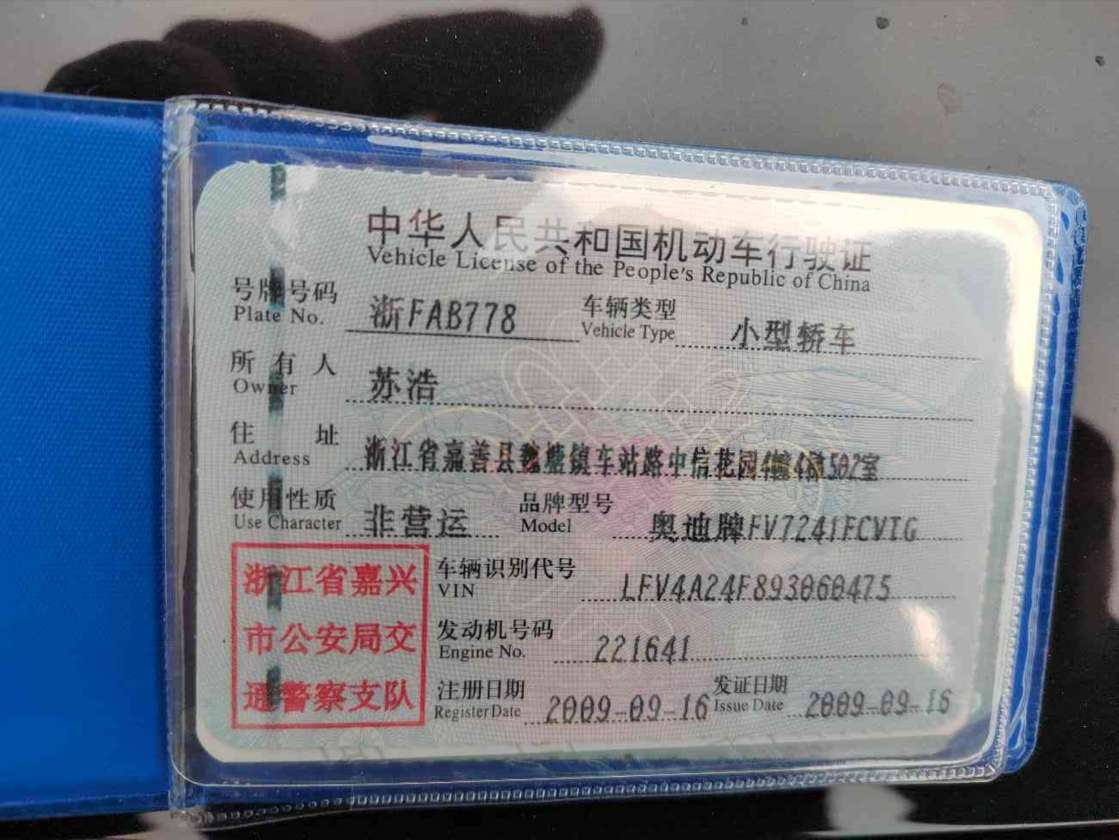 中华人民共和国机动车行驶证
Vehicle License of the People's Republic of China
号牌号码 浙FAB778 车辆类型 小型轿车
Plate No. Vehicle Type
所有人 苏浩
Owner
住址 浙江省嘉善县魏塘镇车站路中信花园4幢4梯502室
Address
使用性质 非营运 品牌型号 奥迪牌FV7241FCVTG
Use Character Model
浙江省嘉兴
市公安局交
通警察支队
车辆识别代号 LFV4A24F893060475
VIN
发动机号码 221641
Engine No.
注册日期 2009-09-16 发证日期 2009-09-16
Register Date Issue Date